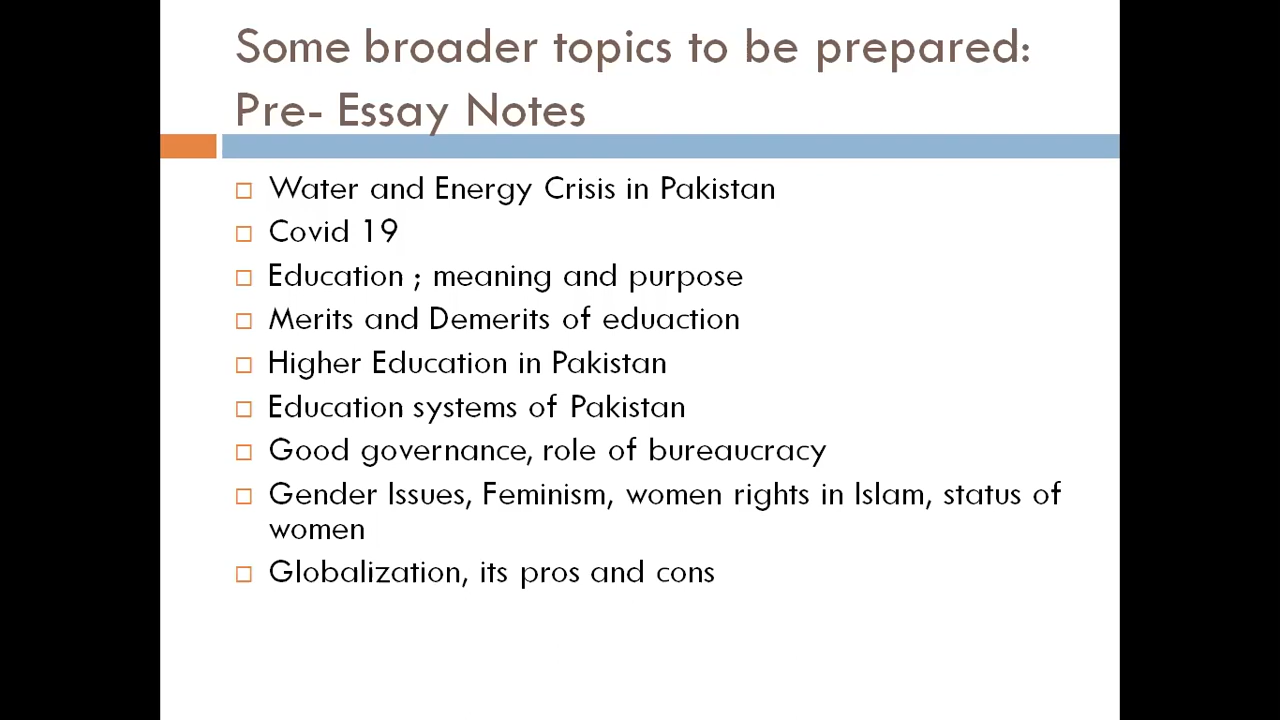 Some broader topics to be prepared:
Pre- Essay Notes
Water and Energy Crisis in Pakistan
Covid 19
Education ; meaning and purpose
Merits and Demerits of eduaction
Higher Education in Pakistan
Education systems of Pakistan
Good governance, role of bureaucracy
Gender Issues, Feminism, women rights in Islam, status of
women
Globalization, its pros and cons